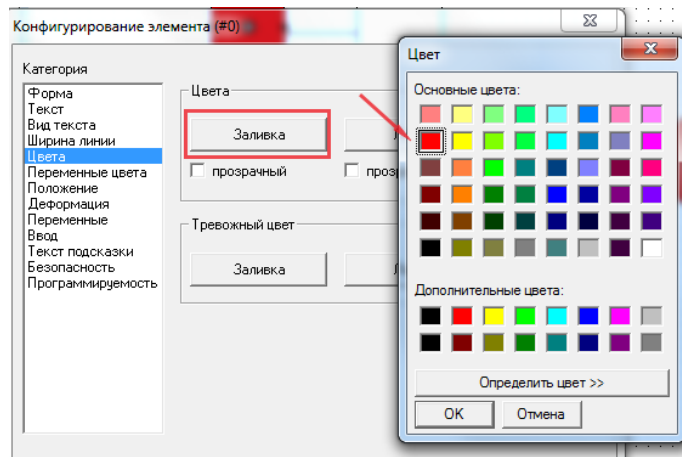 Конфигурирование элемента (#0)
Категория
Форма
Текст
Вид текста
Ширина линии
Цвета
Переменные цвета
Положение
Деформация
Переменные
Ввод
Текст подсказки
Безопасность
Программируемость
Цвета
Заливка
прозрачный
Тревожный цвет
Заливка
Цвет
Основные цвета:
Дополнительные цвета:
Определить цвет >>
OK Отмена